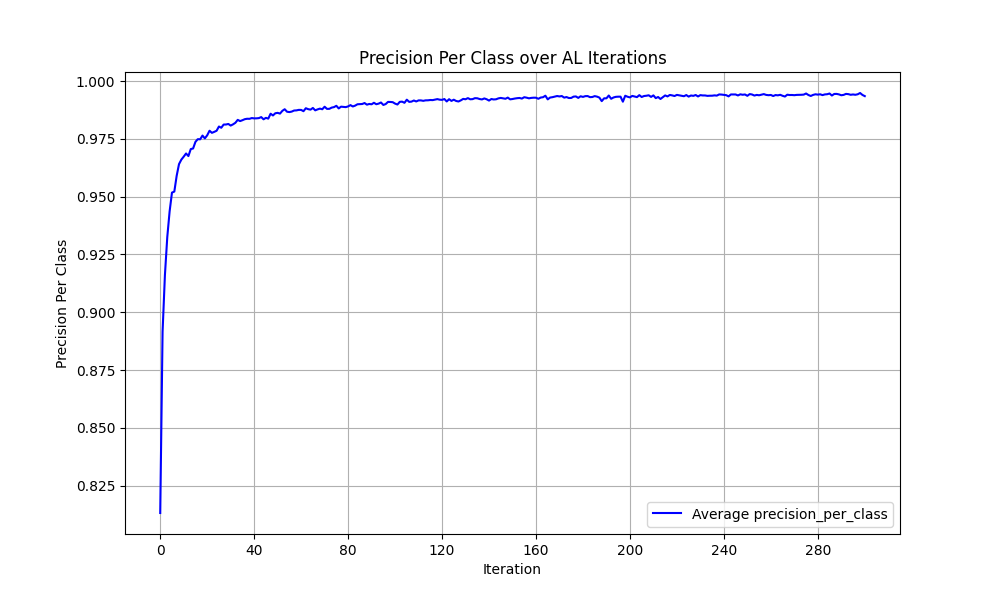 Precision Per Class over AL Iterations
1.000
0.975
0.950
0.925
0.900
0.875
0.850
0.825
Precision Per Class
Average precision_per_class
0 40 80 120 160 200 240 280
Iteration